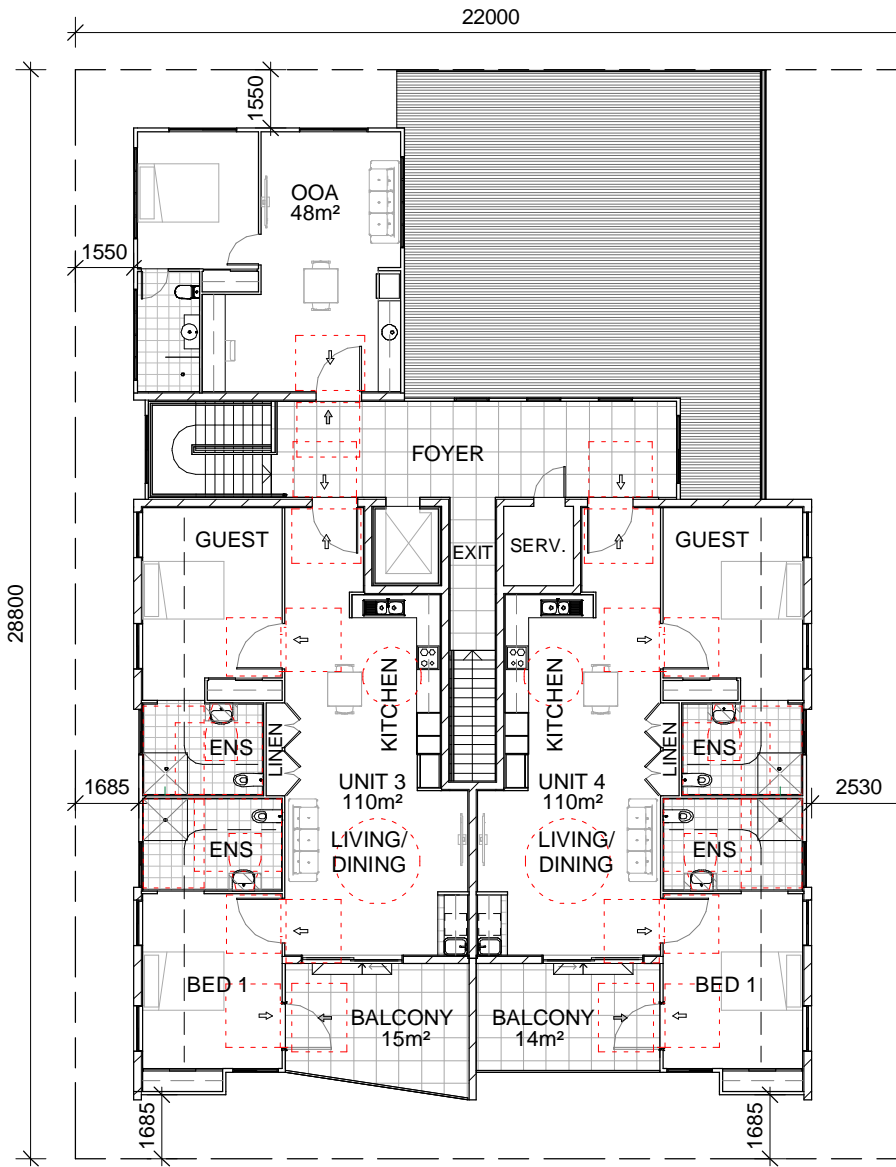 22000
1550
OOA
48m²
1550
FOYER
GUEST
EXIT
SERV.
GUEST
28800
KITCHEN
KITCHEN
ENS
LINEN
LINEN
ENS
UNIT 3
110m²
UNIT 4
110m²
1685
2530
ENS
LIVING/
DINING
LIVING/
DINING
ENS
BED 1
BED 1
BALCONY
15m²
BALCONY
14m²
1685
1685